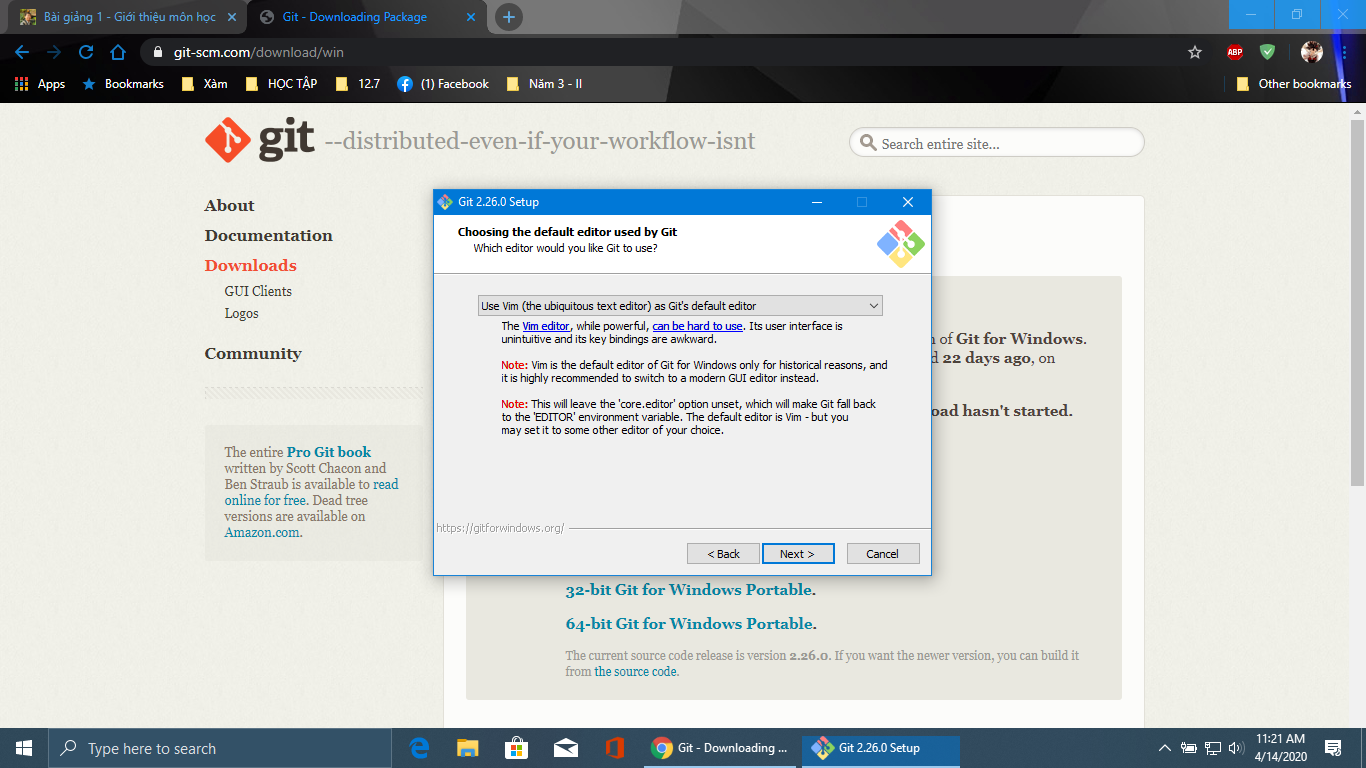 Bài giảng 1 - Giới thiệu môn học
Git - Downloading Package
git-scm.com/download/win
ABP
Apps
Bookmarks
Xàm
HỌC TẬP
12.7
(1) Facebook
Năm 3 - II
Other bookmarks
git --distributed-even-if-your-workflow-isnt
Search entire site...
About
Documentation
Downloads
GUI Clients
Logos
Community
The entire Pro Git book
written by Scott Chacon and
Ben Straub is available to read
online for free. Dead tree
versions are available on
Amazon.com.
Git 2.26.0 Setup
Choosing the default editor used by Git
Which editor would you like Git to use?
Use Vim (the ubiquitous text editor) as Git's default editor
The Vim editor, while powerful, can be hard to use. Its user interface is
unintuitive and its key bindings are awkward.
Note: Vim is the default editor of Git for Windows only for historical reasons, and
it is highly recommended to switch to a modern GUI editor instead.
Note: This will leave the 'core.editor' option unset, which will make Git fall back
to the 'EDITOR' environment variable. The default editor is Vim - but you
may set it to some other editor of your choice.
https://gitforwindows.org/
< Back
Next >
Cancel
of Git for Windows.
22 days ago, on
hasn't started.
32-bit Git for Windows Portable.
64-bit Git for Windows Portable.
The current source code release is version 2.26.0. If you want the newer version, you can build it
from the source code.
Type here to search
Git - Downloading ...
Git 2.26.0 Setup
11:21 AM
4/14/2020